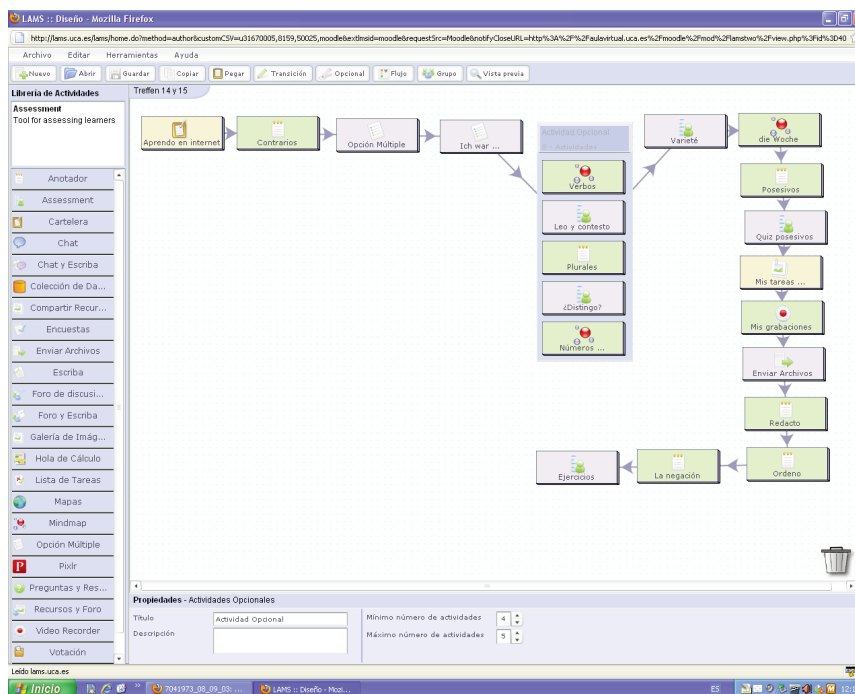 LAMS :: Diseño - Mozilla Firefox
http://lams.uca.es/lams/home.do?method=author&customCSV=u31670005,8159,50025,moodle&extlmsid=moodle&requestSrc=Moodle&notifyCloseURL=http%3A%2F%2Faulavirtual.uca.es%2Fmoodle%2Fmod%2Flamstwo%2Fview.php%3Fid%3D40
Archivo Editar Herramientas Ayuda
Nuevo Abrir Guardar Copiar Pegar Transición Opcional Flujo Grupo Vista previa
Librería de Actividades
Treffen 14 y 15
Assessment
Tool for assessing learners
Anotador
Assessment
Cartelera
Chat
Chat y Escriba
Colección de Da...
Compartir Recur...
Encuestas
Enviar Archivos
Escriba
Foro de discusi...
Foro y Escriba
Galería de Imág...
Hola de Cálculo
Lista de Tareas
Mapas
Mindmap
Opción Múltiple
Pixlr
Preguntas y Res...
Recursos y Foro
Video Recorder
Votación
Aprendo en internet
Contrarios
Opción Múltiple
Ich war ...
Actividad Opcional
5 - Actividades
Verbos
Leo y contesto
Plurales
¿Distingo?
Números ...
Varieté
die Woche
Posesivos
Quiz posesivos
Mis tareas ...
Mis grabaciones
Enviar Archivos
Redacto
Ordeno
La negación
Ejercicios
Propiedades - Actividades Opcionales
Título Actividad Opcional
Descripción
Mínimo número de actividades 4
Máximo número de actividades 5
Leído lams.uca.es
Inicio
7041973_08_09_03: ...
LAMS :: Diseño - Mozi...
ES